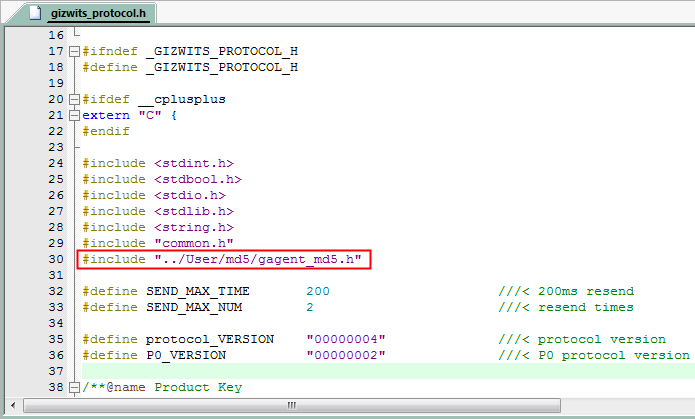 gizwits_protocol.h
16
17 #ifndef _GIZWITS_PROTOCOL_H
18 #define _GIZWITS_PROTOCOL_H
19
20 #ifdef __cplusplus
21 extern "C" {
22 #endif
23
24 #include <stdint.h>
25 #include <stdbool.h>
26 #include <stdio.h>
27 #include <stdlib.h>
28 #include <string.h>
29 #include "common.h"
30 #include "../User/md5/gagent_md5.h"
31
32 #define SEND_MAX_TIME 200 ///< 200ms resend
33 #define SEND_MAX_NUM 2 ///< resend times
34
35 #define protocol_VERSION "00000004" ///< protocol version
36 #define P0_VERSION "00000002" ///< P0 protocol version
37
38 /**@name Product Key